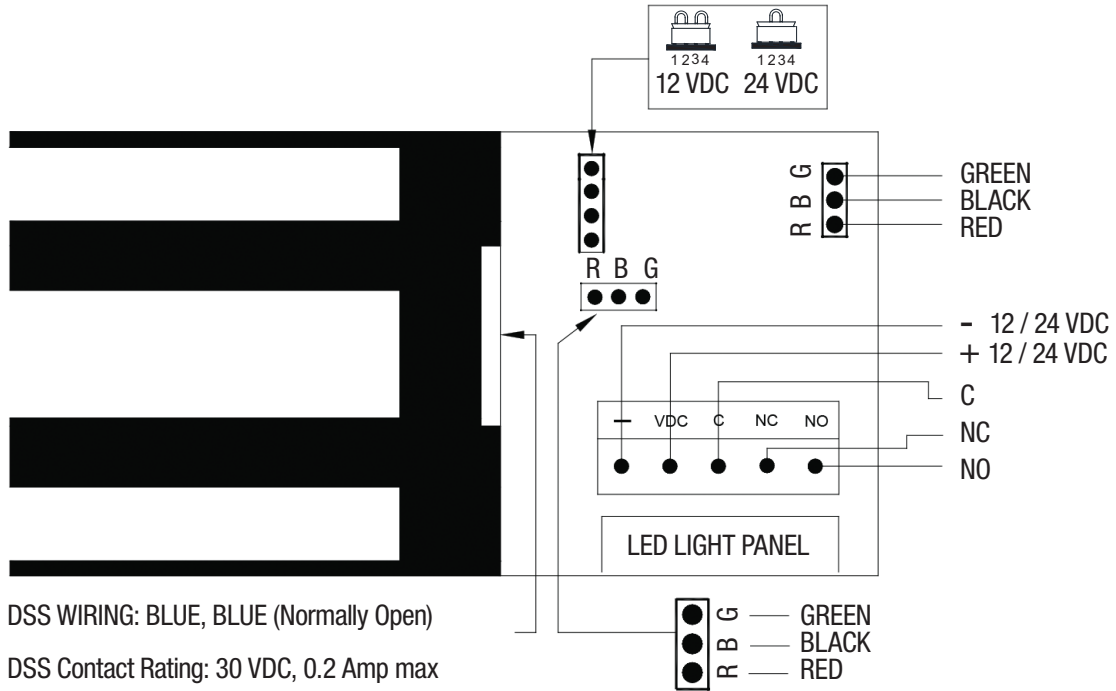 1234 1234
12 VDC 24 VDC
G GREEN
B BLACK
R RED
R B G
- 12 / 24 VDC
+ 12 / 24 VDC
C
NC
NO
– VDC C NC NO
LED LIGHT PANEL
DSS WIRING: BLUE, BLUE (Normally Open)
DSS Contact Rating: 30 VDC, 0.2 Amp max
G — GREEN
B — BLACK
R — RED